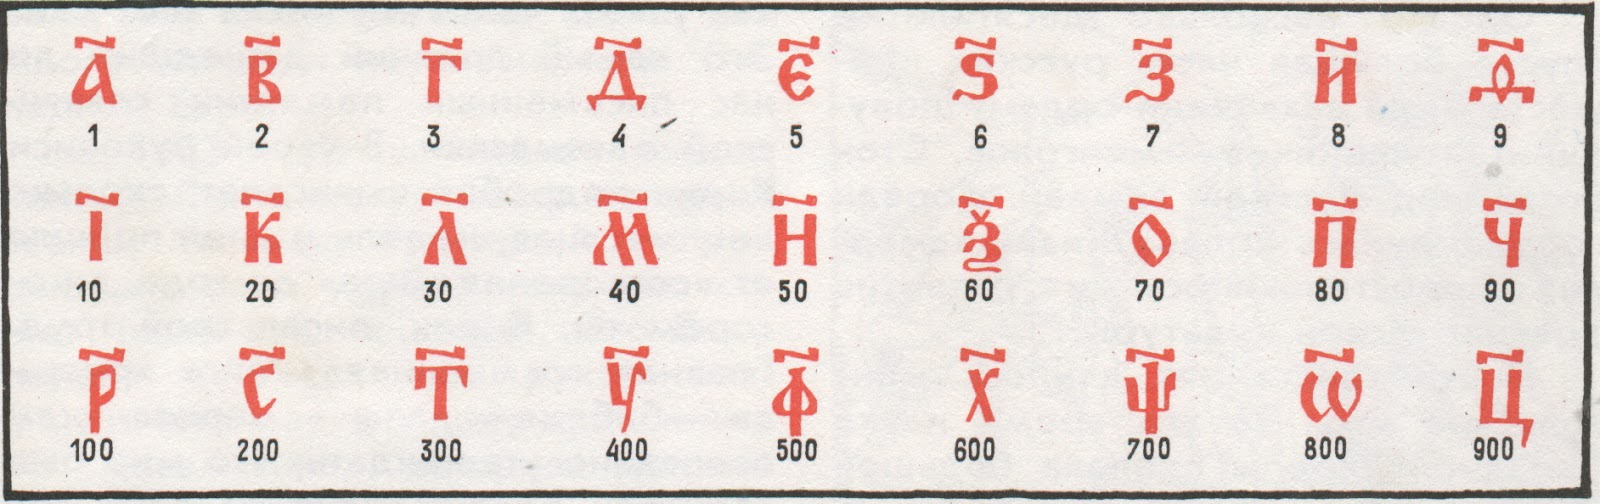 А҃ В҃ Г҃ Д҃ Є҃ Ѕ҃ З҃ И҃ Ѳ҃
1 2 3 4 5 6 7 8 9
І҃ К҃ Л҃ М҃ Н҃ Ѯ҃ О҃ П҃ Ч҃
10 20 30 40 50 60 70 80 90
Р҃ С҃ Т҃ У҃ Ф҃ Х҃ Ѱ҃ Ѿ Ц҃
100 200 300 400 500 600 700 800 900